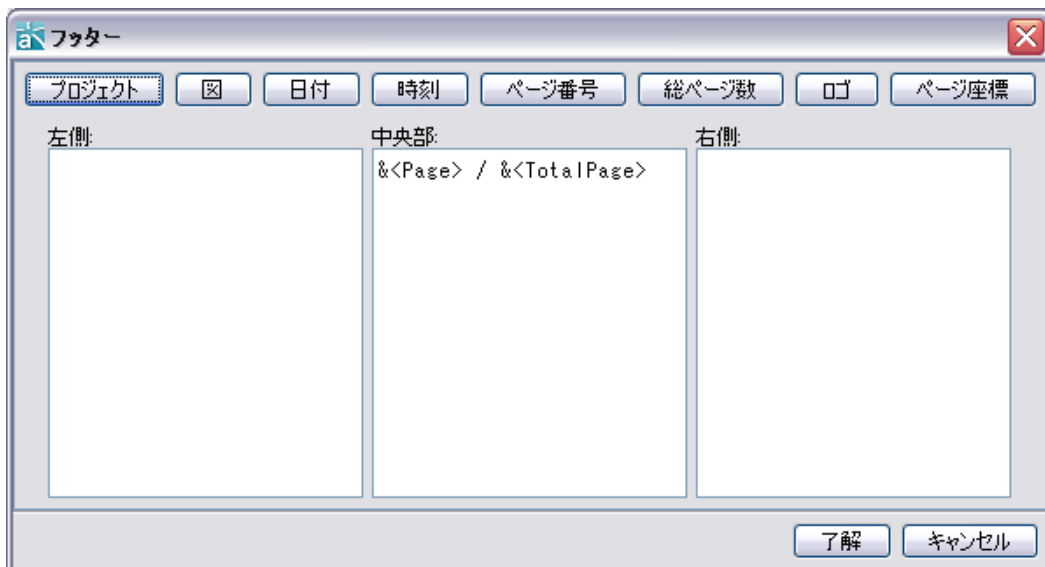 フッター
プロジェクト 図 日付 時刻 ページ番号 総ページ数 ロゴ ページ座標
左側: 中央部: 右側:
&<Page> / &<TotalPage>
了解 キャンセル